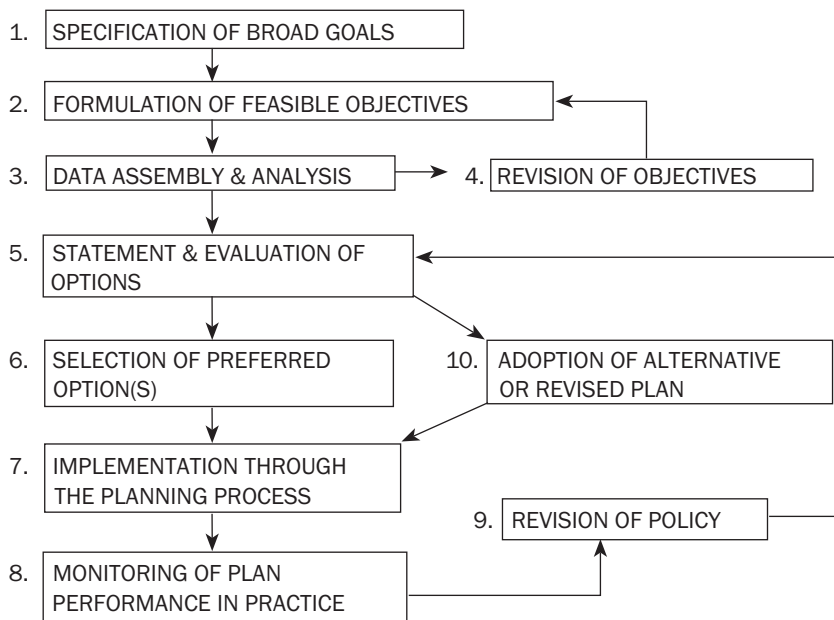 1. SPECIFICATION OF BROAD GOALS
2. FORMULATION OF FEASIBLE OBJECTIVES
3. DATA ASSEMBLY & ANALYSIS
4. REVISION OF OBJECTIVES
5. STATEMENT & EVALUATION OF
OPTIONS
6. SELECTION OF PREFERRED
OPTION(S)
10. ADOPTION OF ALTERNATIVE
OR REVISED PLAN
7. IMPLEMENTATION THROUGH
THE PLANNING PROCESS
9. REVISION OF POLICY
8. MONITORING OF PLAN
PERFORMANCE IN PRACTICE